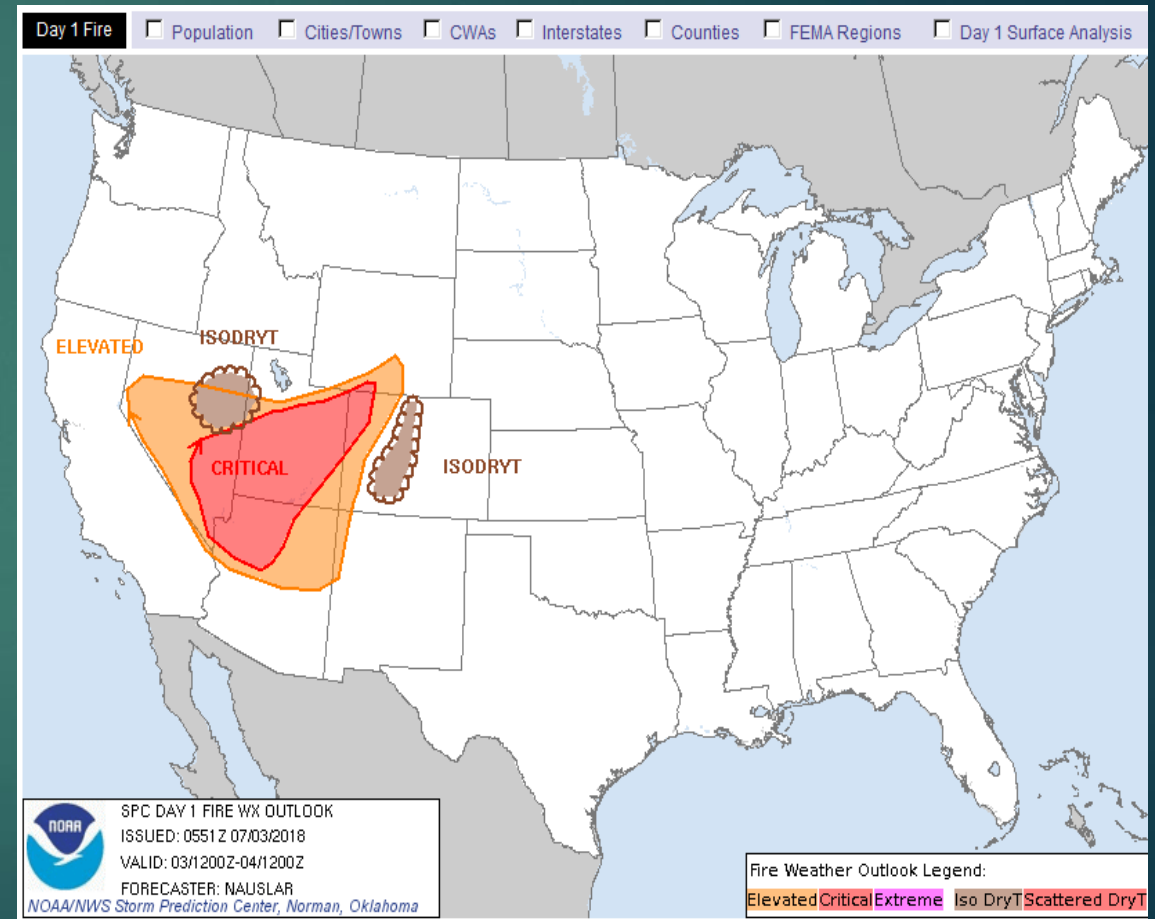 Day 1 Fire Population Cities/Towns CWAs Interstates Counties FEMA Regions Day 1 Surface Analysis
ISODRYT
ELEVATED
CRITICAL
ISODRYT
NOAA
SPC DAY 1 FIRE WX OUTLOOK
ISSUED: 0551Z 07/03/2018
VALID: 03/1200Z-04/1200Z
FORECASTER: NAUSLAR
NOAA/NWS Storm Prediction Center, Norman, Oklahoma
Fire Weather Outlook Legend:
Elevated Critical Extreme Iso DryT Scattered DryT